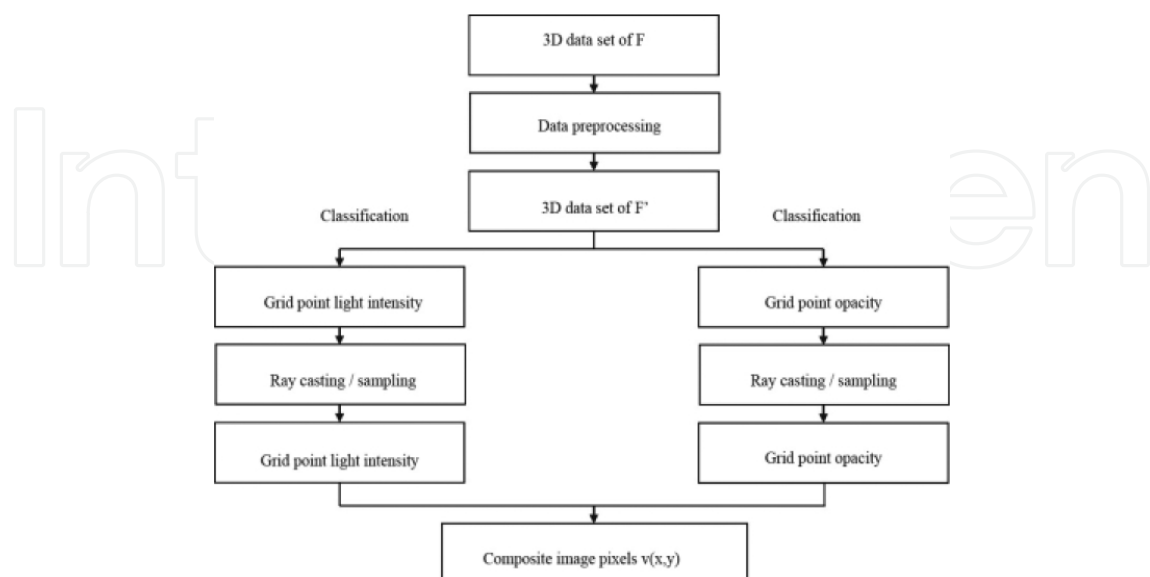 3D data set of F
Data preprocessing
3D data set of F’
Classification
Classification
Grid point light intensity
Grid point opacity
Ray casting / sampling
Ray casting / sampling
Grid point light intensity
Grid point opacity
Composite image pixels v(x,y)